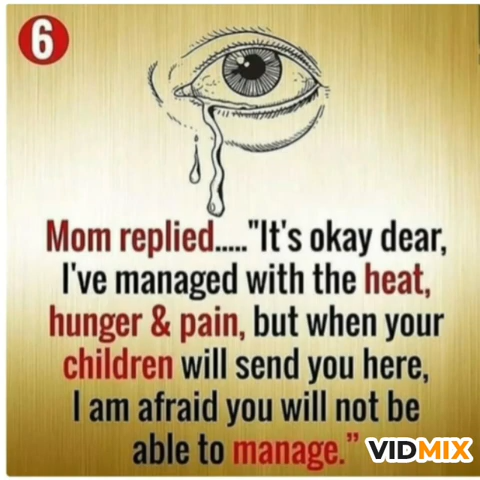 6
Mom replied....."It's okay dear,
I've managed with the heat,
hunger & pain, but when your
children will send you here,
I am afraid you will not be
able to manage.”
VIDMIX